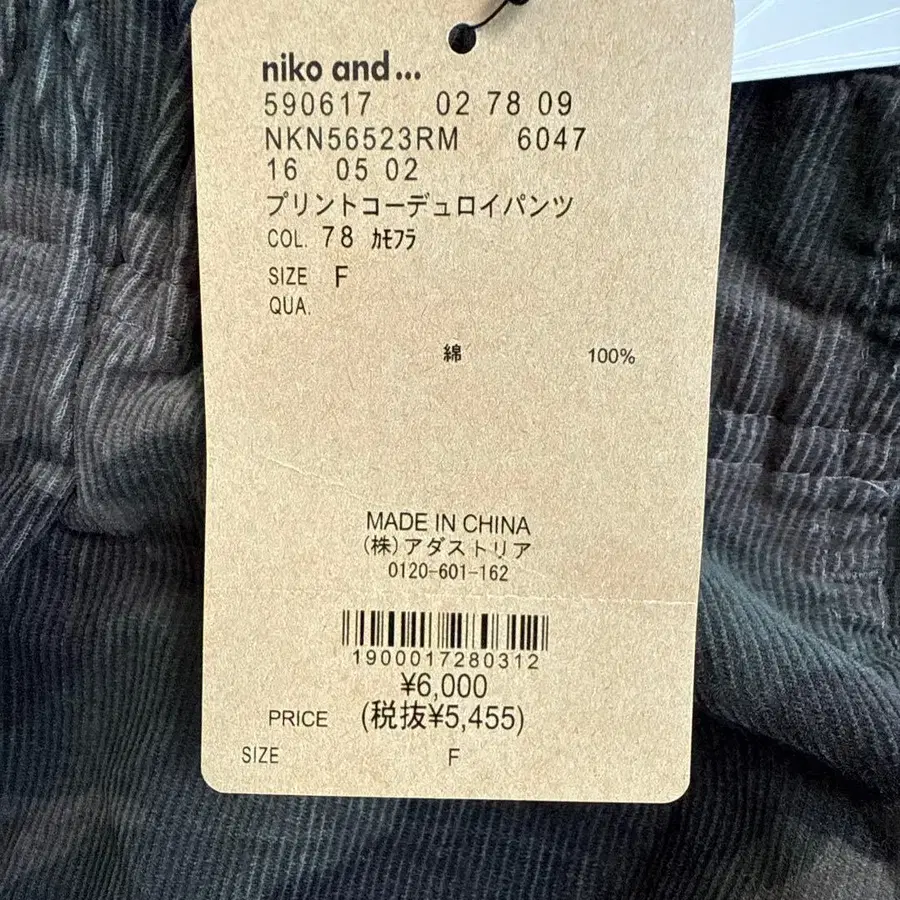 niko and...
590617 02 78 09
NKN56523RM 6047
16 05 02
プリントコーデュロイパンツ
COL. 78 ｶﾓﾌﾗ
SIZE F
QUA.
綿 100%
MADE IN CHINA
(株)アダストリア
0120-601-162
1900017280312
¥6,000
PRICE (税抜¥5,455)
SIZE F